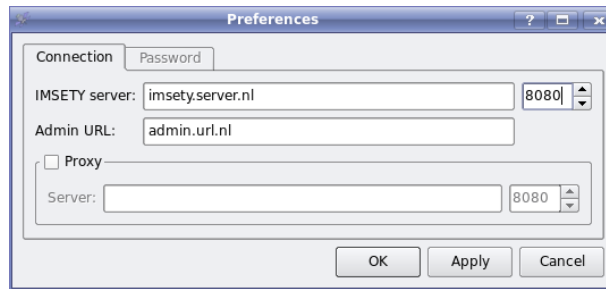 Preferences
Connection Password
IMSETY server: imsety.server.nl 8080
Admin URL: admin.url.nl
Proxy
Server: 8080
OK Apply Cancel